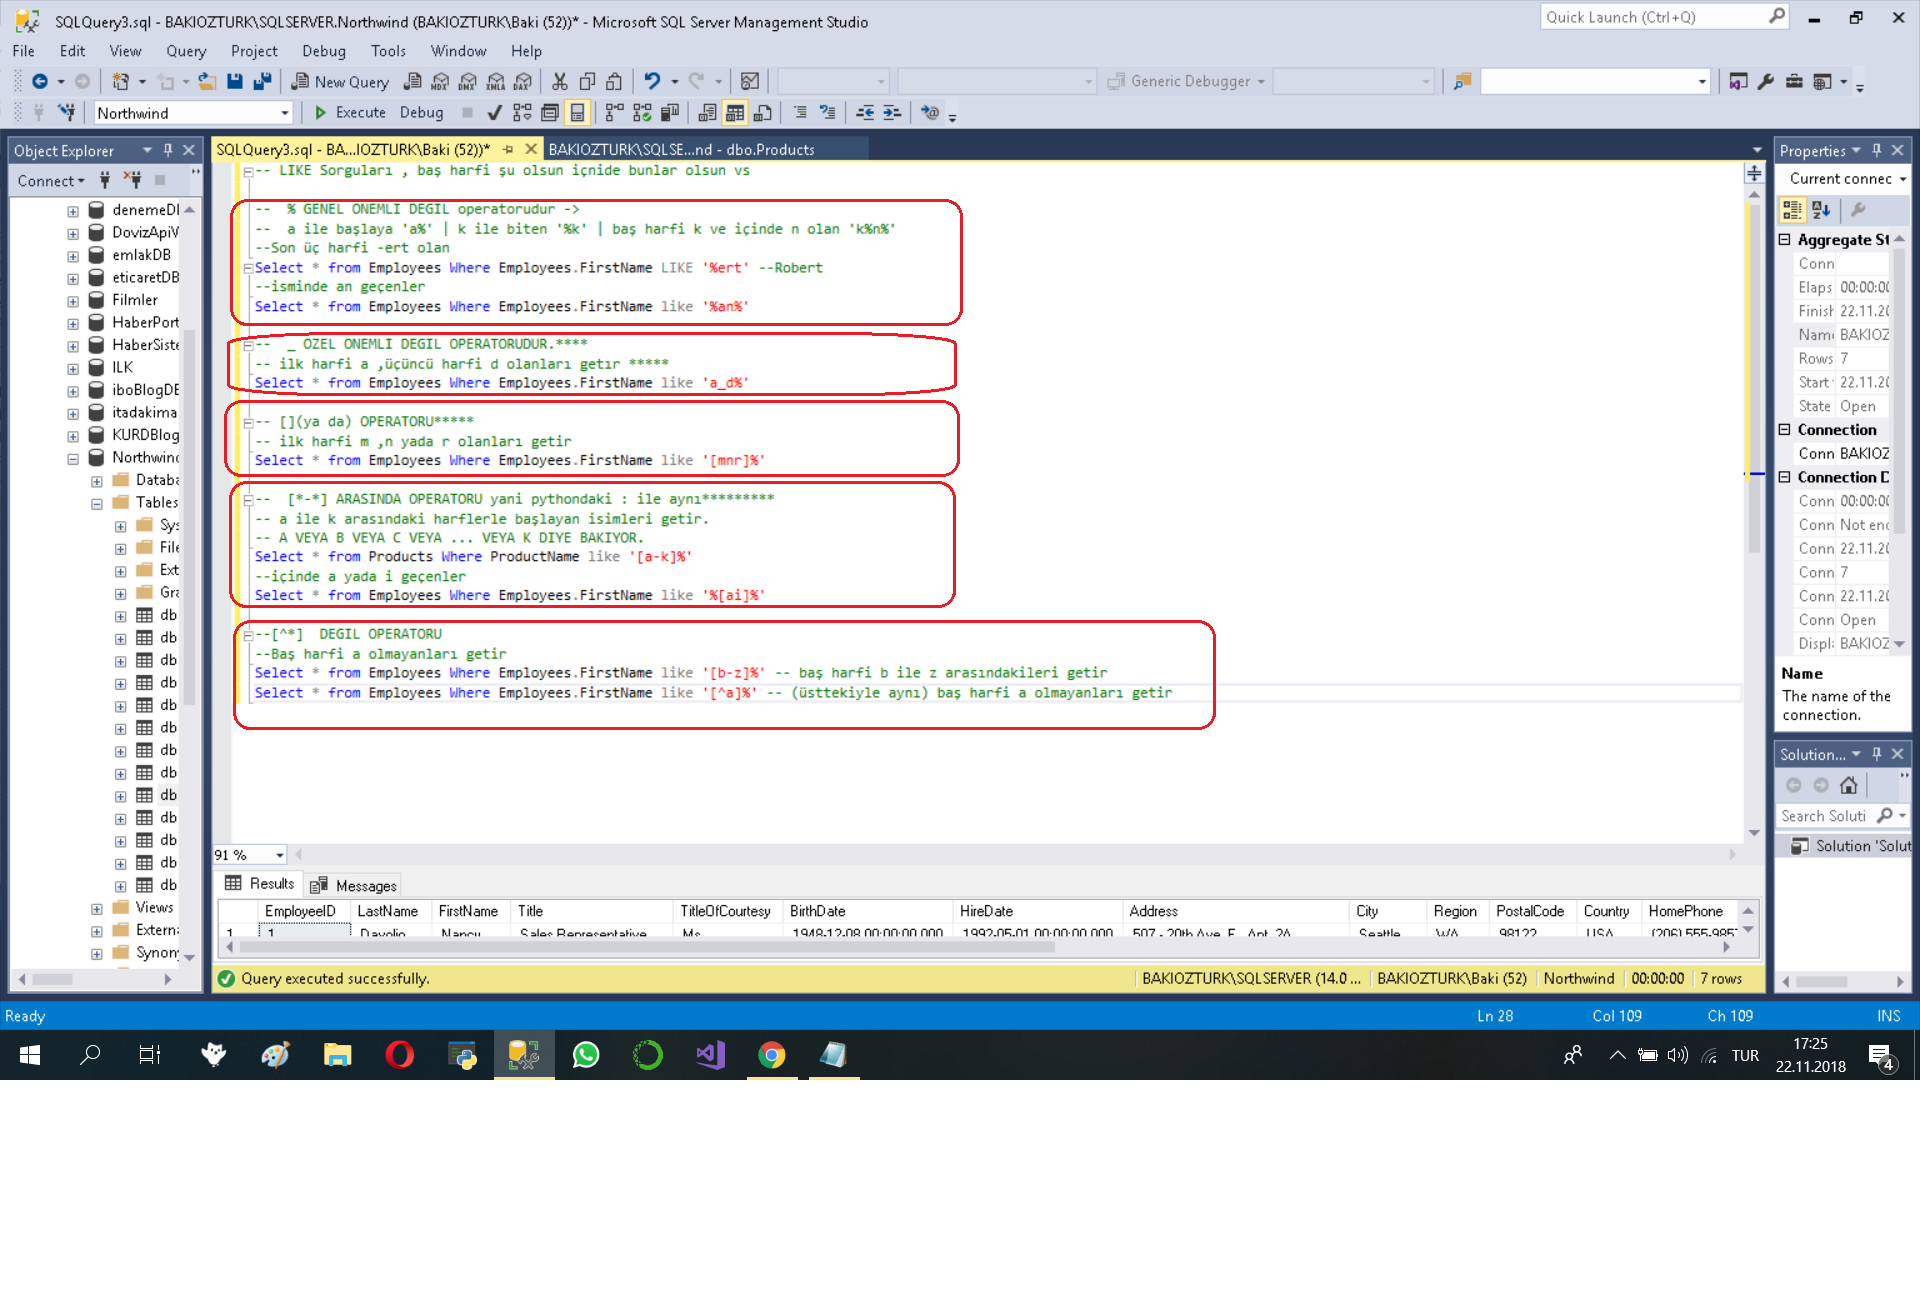 SQLQuery3.sql - BAKIOZTURK\SQLSERVER.Northwind (BAKIOZTURK\Baki (52))* - Microsoft SQL Server Management Studio
Quick Launch (Ctrl+Q)
File Edit View Query Project Debug Tools Window Help
New Query
MDX DMX XMLA DAX
Generic Debugger
Northwind
Execute Debug
Object Explorer
Connect
denemeDI
DovizApiV
emlakDB
eticaretDB
Filmler
HaberPort
HaberSiste
ILK
iboBlogDE
itadakima
KURDBlog
Northwind
Databa
Tables
Sys
File
Ext
Gra
db
db
db
db
db
db
db
db
db
db
db
db
db
Views
Externa
Synony
SQLQuery3.sql - BA...IOZTURK\Baki (52))*
BAKIOZTURK\SQLSE...nd - dbo.Products
-- LIKE Sorguları , baş harfi şu olsun içnide bunlar olsun vs
-- % GENEL ONEMLI DEGIL operatorudur ->
-- a ile başlaya 'a%' | k ile biten '%k' | baş harfi k ve içinde n olan 'k%n%'
--Son üç harfi -ert olan
Select * from Employees Where Employees.FirstName LIKE '%ert' --Robert
--isminde an geçenler
Select * from Employees Where Employees.FirstName like '%an%'
-- _ OZEL ONEMLI DEGIL OPERATORUDUR.****
-- ilk harfi a ,üçüncü harfi d olanları getır *****
Select * from Employees Where Employees.FirstName like 'a_d%'
-- [](ya da) OPERATORU*****
-- ilk harfi m ,n yada r olanları getir
Select * from Employees Where Employees.FirstName like '[mnr]%'
-- [*-*] ARASINDA OPERATORU yani pythondaki : ile aynı*********
-- a ile k arasındaki harflerle başlayan isimleri getir.
-- A VEYA B VEYA C VEYA ... VEYA K DIYE BAKIYOR.
Select * from Products Where ProductName like '[a-k]%'
--içinde a yada i geçenler
Select * from Employees Where Employees.FirstName like '%[ai]%'
--[^*] DEGIL OPERATORU
--Baş harfi a olmayanları getir
Select * from Employees Where Employees.FirstName like '[b-z]%' -- baş harfi b ile z arasındakileri getir
Select * from Employees Where Employees.FirstName like '[^a]%' -- (üsttekiyle aynı) baş harfi a olmayanları getir
91 %
Results Messages
EmployeeID LastName FirstName Title TitleOfCourtesy BirthDate HireDate Address City Region PostalCode Country HomePhone
1 1 Davolio Nancy Sales Representative Ms. 1948-12-08 00:00:00.000 1992-05-01 00:00:00.000 507 - 20th Ave. E. Apt. 2A Seattle WA 98122 USA (206) 555-985
Query executed successfully.
BAKIOZTURK\SQLSERVER (14.0 ... BAKIOZTURK\Baki (52) Northwind 00:00:00 7 rows
Properties
Current connec
Aggregate St
Conn
Elaps 00:00:00
Finish 22.11.20
Name BAKIOZ
Rows 7
Start 22.11.20
State Open
Connection
Conn BAKIOZ
Connection D
Conn 00:00:00
Conn Not enc
Conn 22.11.20
Conn 7
Conn 22.11.20
Conn Open
Displ: BAKIOZ
Name
The name of the
connection.
Solution...
Search Soluti
Solution 'Solut
Ready
Ln 28 Col 109 Ch 109 INS
TUR
17:25
22.11.2018
4